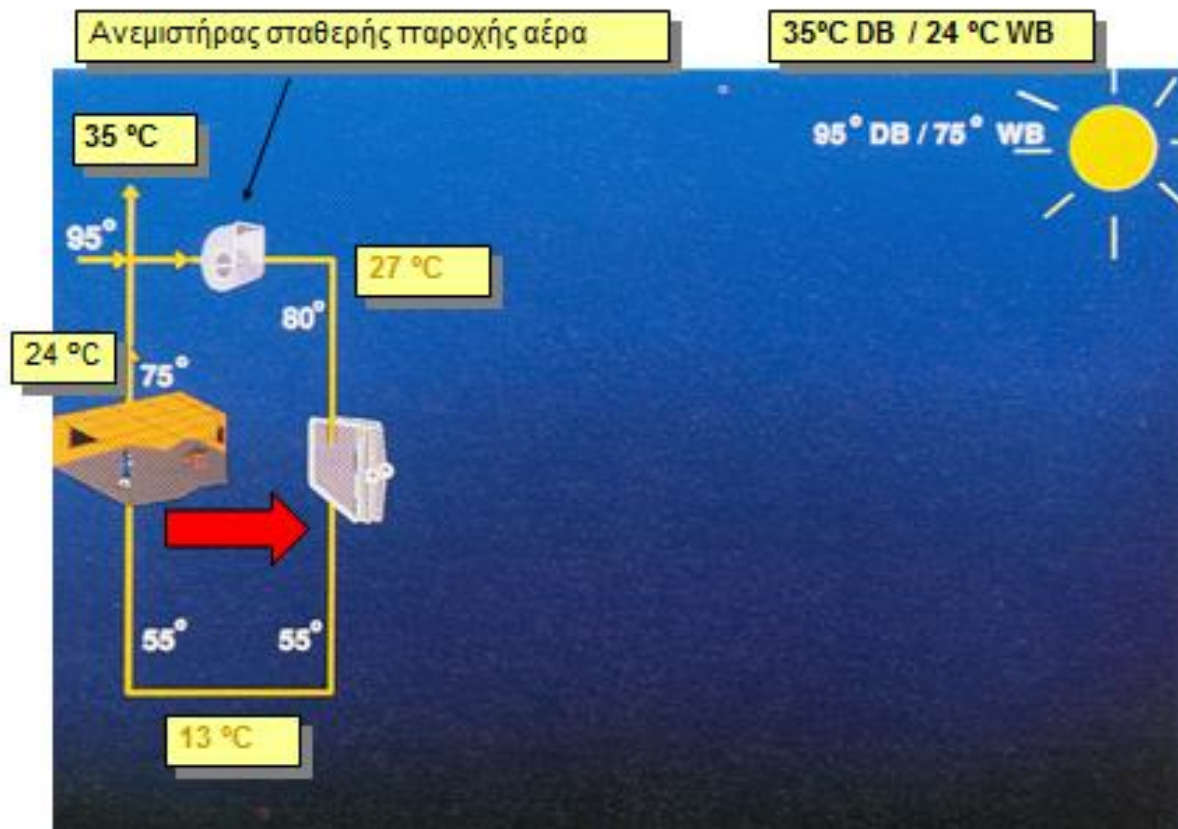 Ανεμιστήρας σταθερής παροχής αέρα
35ºC DB / 24 ºC WB
35 ºC
95° DB / 75° WB
95°
27 ºC
80°
24 ºC
75°
55°
55°
13 ºC